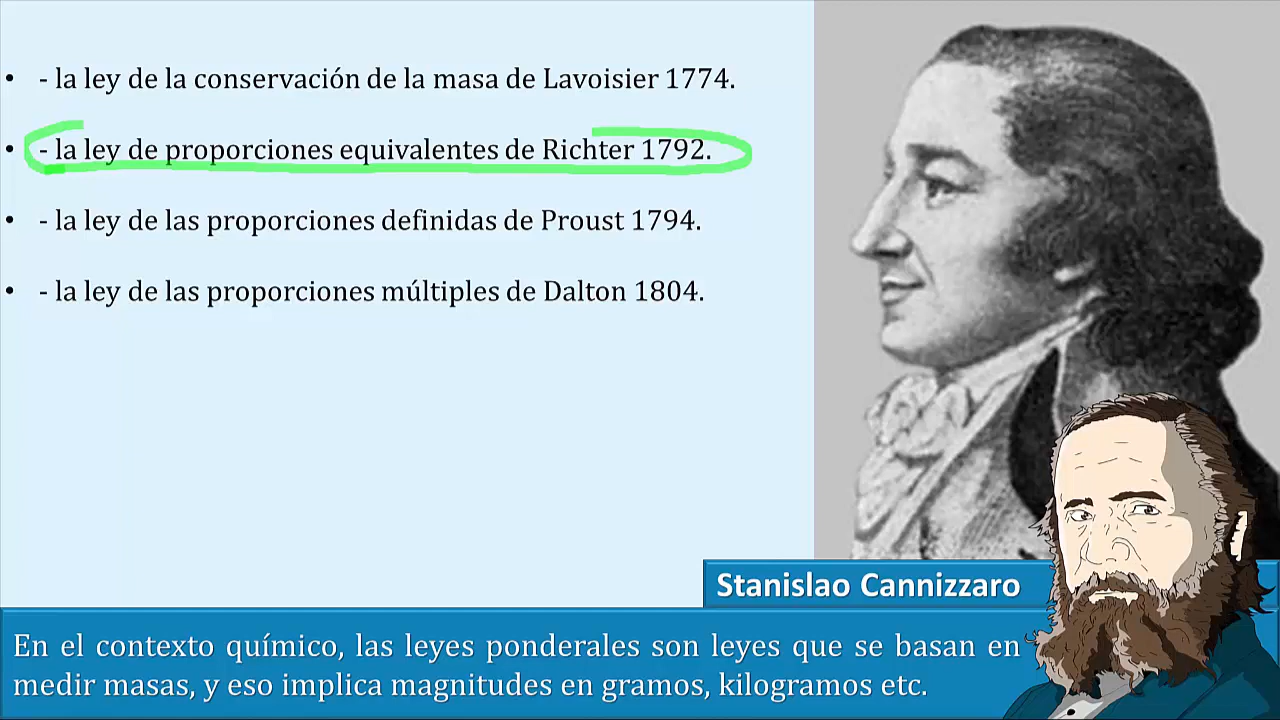 • - la ley de la conservación de la masa de Lavoisier 1774.
• - la ley de proporciones equivalentes de Richter 1792.
• - la ley de las proporciones definidas de Proust 1794.
• - la ley de las proporciones múltiples de Dalton 1804.
Stanislao Cannizzaro
En el contexto químico, las leyes ponderales son leyes que se basan en
medir masas, y eso implica magnitudes en gramos, kilogramos etc.